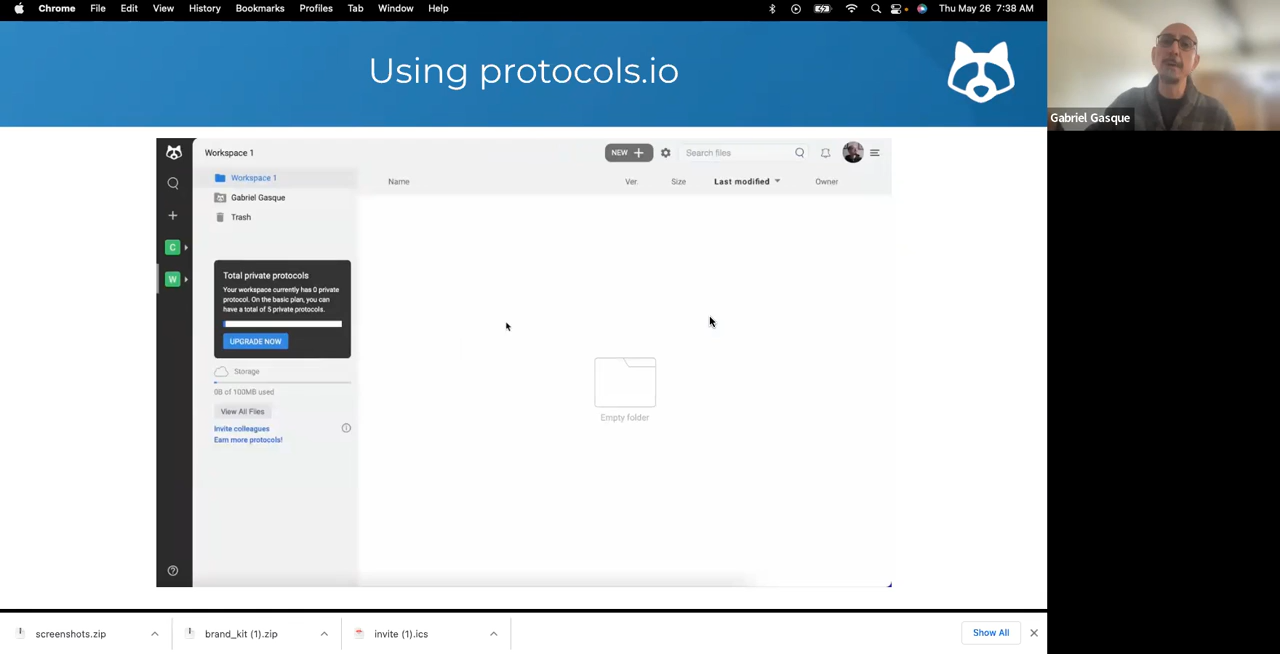 Chrome File Edit View History Bookmarks Profiles Tab Window Help Thu May 26 7:38 AM
Using protocols.io
Gabriel Gasque
Workspace 1 NEW + Search files
Workspace 1
Gabriel Gasque
Trash
Name Ver. Size Last modified Owner
C
W
Total private protocols
Your workspace currently has 0 private
protocol. On the basic plan, you can
have a total of 5 private protocols.
UPGRADE NOW
Storage
0B of 100MB used
View All Files
Invite colleagues
Earn more protocols!
Empty folder
screenshots.zip brand_kit (1).zip invite (1).ics Show All